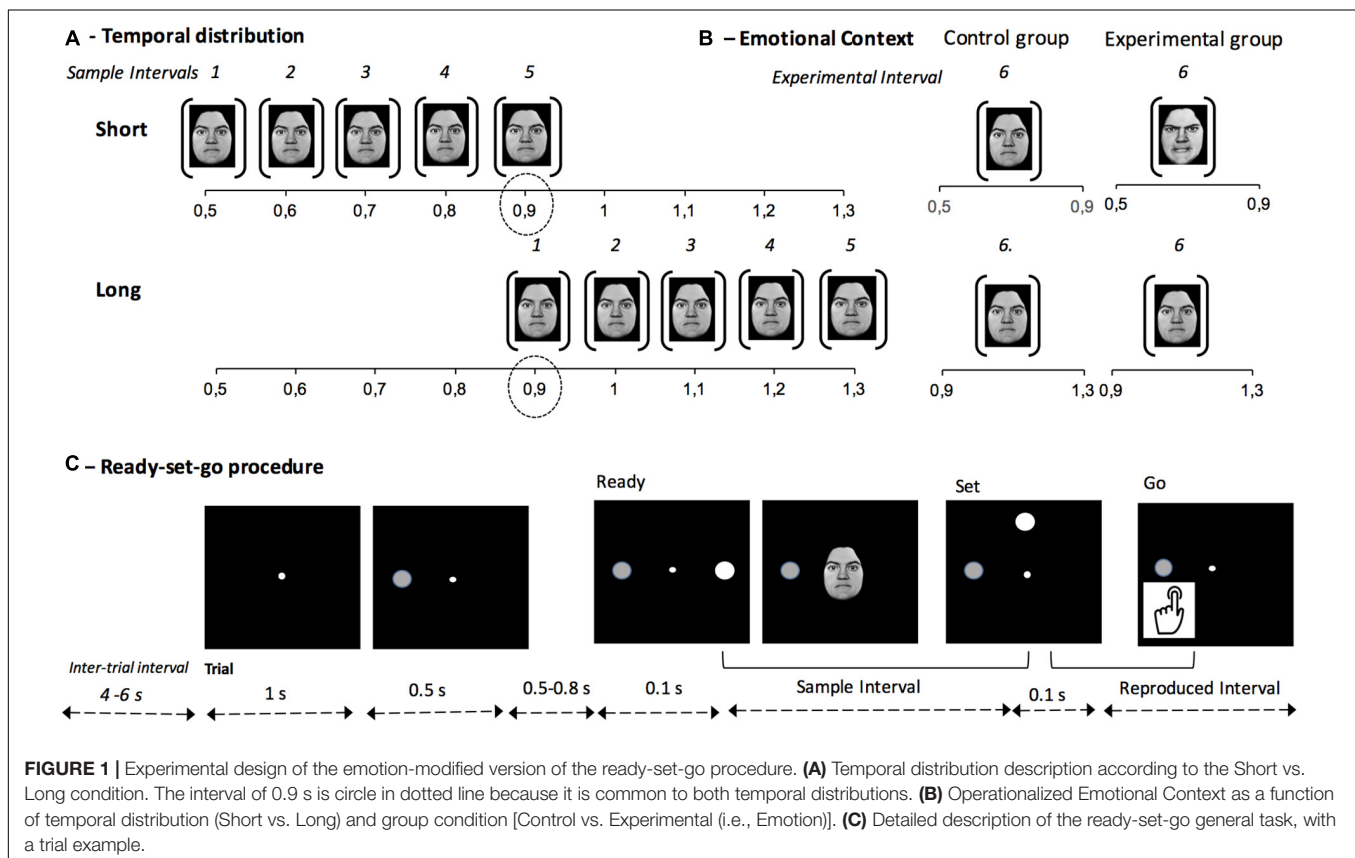 A - Temporal distribution
B – Emotional Context Control group Experimental group
Sample Intervals 1 2 3 4 5
Experimental Interval 6 6
Short
0,5 0,6 0,7 0,8 0,9 1 1,1 1,2 1,3
0,5 0,9 0,5 0,9
1 2 3 4 5 6. 6
Long
0,5 0,6 0,7 0,8 0,9 1 1,1 1,2 1,3
0,9 1,3 0,9 1,3
C – Ready-set-go procedure
Ready Set Go
Inter-trial interval Trial
4 -6 s 1 s 0.5 s 0.5-0.8 s 0.1 s Sample Interval 0.1 s Reproduced Interval
FIGURE 1 | Experimental design of the emotion-modified version of the ready-set-go procedure. (A) Temporal distribution description according to the Short vs.
Long condition. The interval of 0.9 s is circle in dotted line because it is common to both temporal distributions. (B) Operationalized Emotional Context as a function
of temporal distribution (Short vs. Long) and group condition [Control vs. Experimental (i.e., Emotion)]. (C) Detailed description of the ready-set-go general task, with
a trial example.